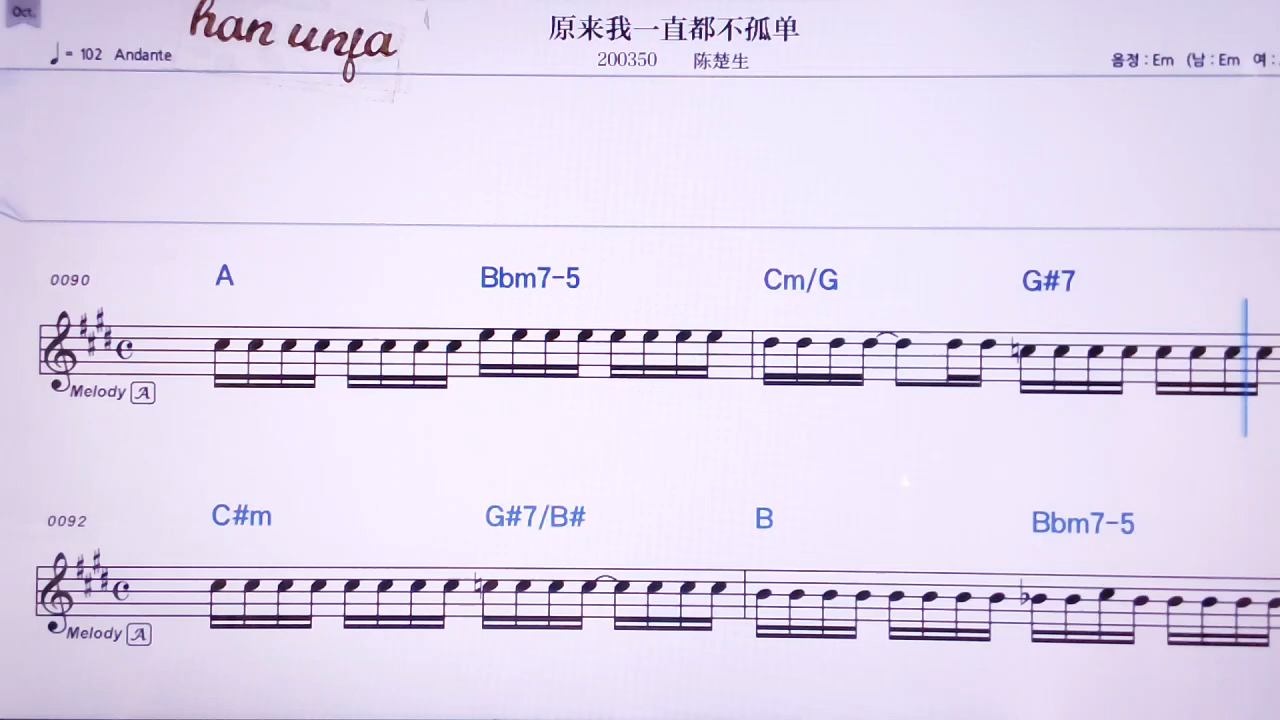 Oct.
han unfa
原来我一直都不孤单
= 102 Andante
200350 陈楚生
음정 : Em (남 : Em 여 :
0090
A Bbm7-5 Cm/G G#7
Melody A
0092
C#m G#7/B# B Bbm7-5
Melody A